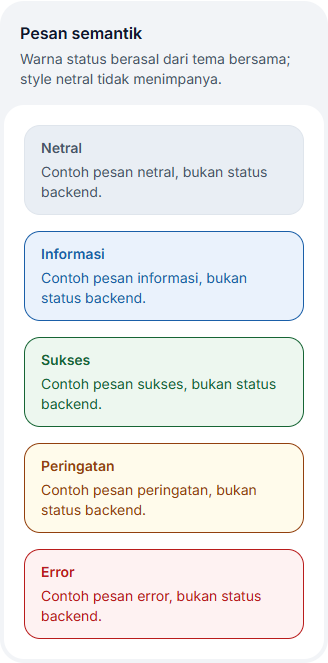 Pesan semantik
Warna status berasal dari tema bersama;
style netral tidak menimpanya.
Netral
Contoh pesan netral, bukan status
backend.
Informasi
Contoh pesan informasi, bukan
status backend.
Sukses
Contoh pesan sukses, bukan status
backend.
Peringatan
Contoh pesan peringatan, bukan
status backend.
Error
Contoh pesan error, bukan status
backend.